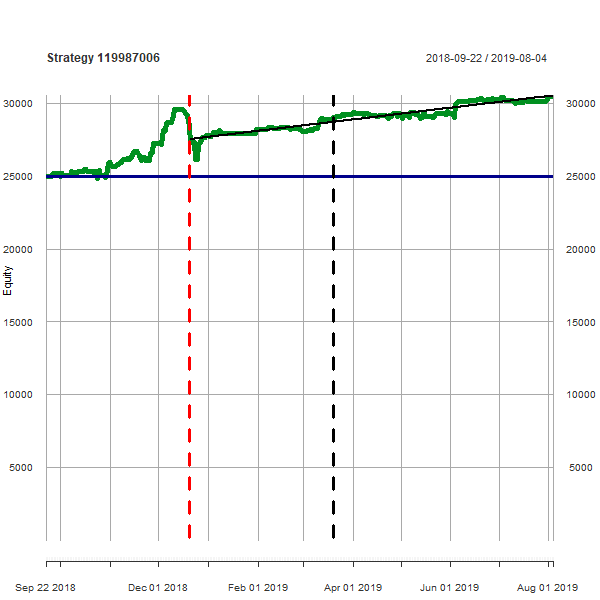 Strategy 119987006
2018-09-22 / 2019-08-04
30000
30000
25000
25000
20000
20000
Equity
15000
15000
10000
10000
5000
5000
Sep 22 2018
Dec 01 2018
Feb 01 2019
Apr 01 2019
Jun 01 2019
Aug 01 2019